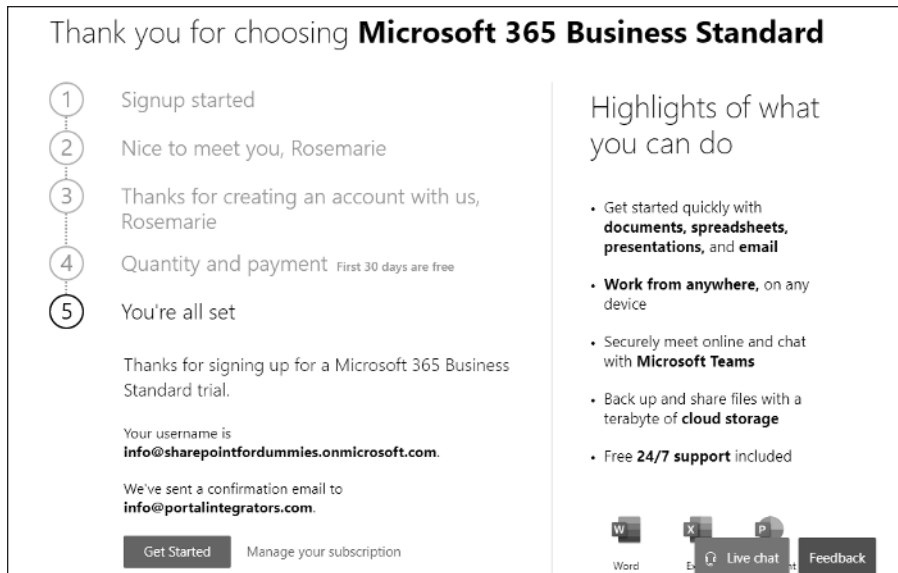 Thank you for choosing Microsoft 365 Business Standard
1
Signup started
2
Nice to meet you, Rosemarie
3
Thanks for creating an account with us,
Rosemarie
4
Quantity and payment First 30 days are free
5
You're all set
Thanks for signing up for a Microsoft 365 Business
Standard trial.
Your username is
info@sharepointfordummies.onmicrosoft.com.
We've sent a confirmation email to
info@portalintegrators.com.
Get Started Manage your subscription
Highlights of what
you can do
• Get started quickly with
documents, spreadsheets,
presentations, and email
• Work from anywhere, on any
device
• Securely meet online and chat
with Microsoft Teams
• Back up and share files with a
terabyte of cloud storage
• Free 24/7 support included
W X P
Word
Live chat Feedback